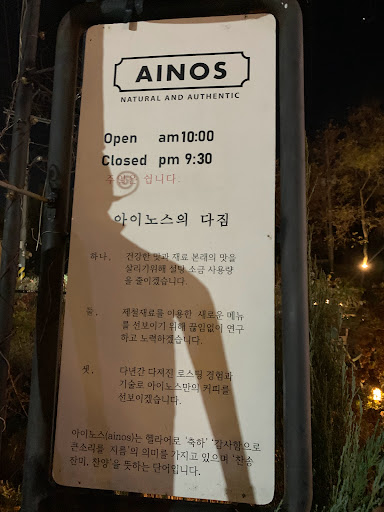 AINOS
NATURAL AND AUTHENTIC
Open am10:00
Closed pm 9:30
쉽니다.
아이노스의 다짐
하나, 건강한 맛과 재료 본래의 맛을
살리기위해 설탕 소금 사용량
을 줄이겠습니다.
둘, 제철재료를 이용한 새로운 메뉴
를 선보이기 위해 끊임없이 연구
하고 노력하겠습니다.
셋, 다년간 다져진 로스팅 경험과
기술로 아이노스만의 커피를
선보이겠습니다.
아이노스(ainos)는 헬라어로 '축하' '감사함으로
큰소리를 지름'의 의미를 가지고 있으며 '찬송
찬미, 찬양'을 뜻하는 단어입니다.